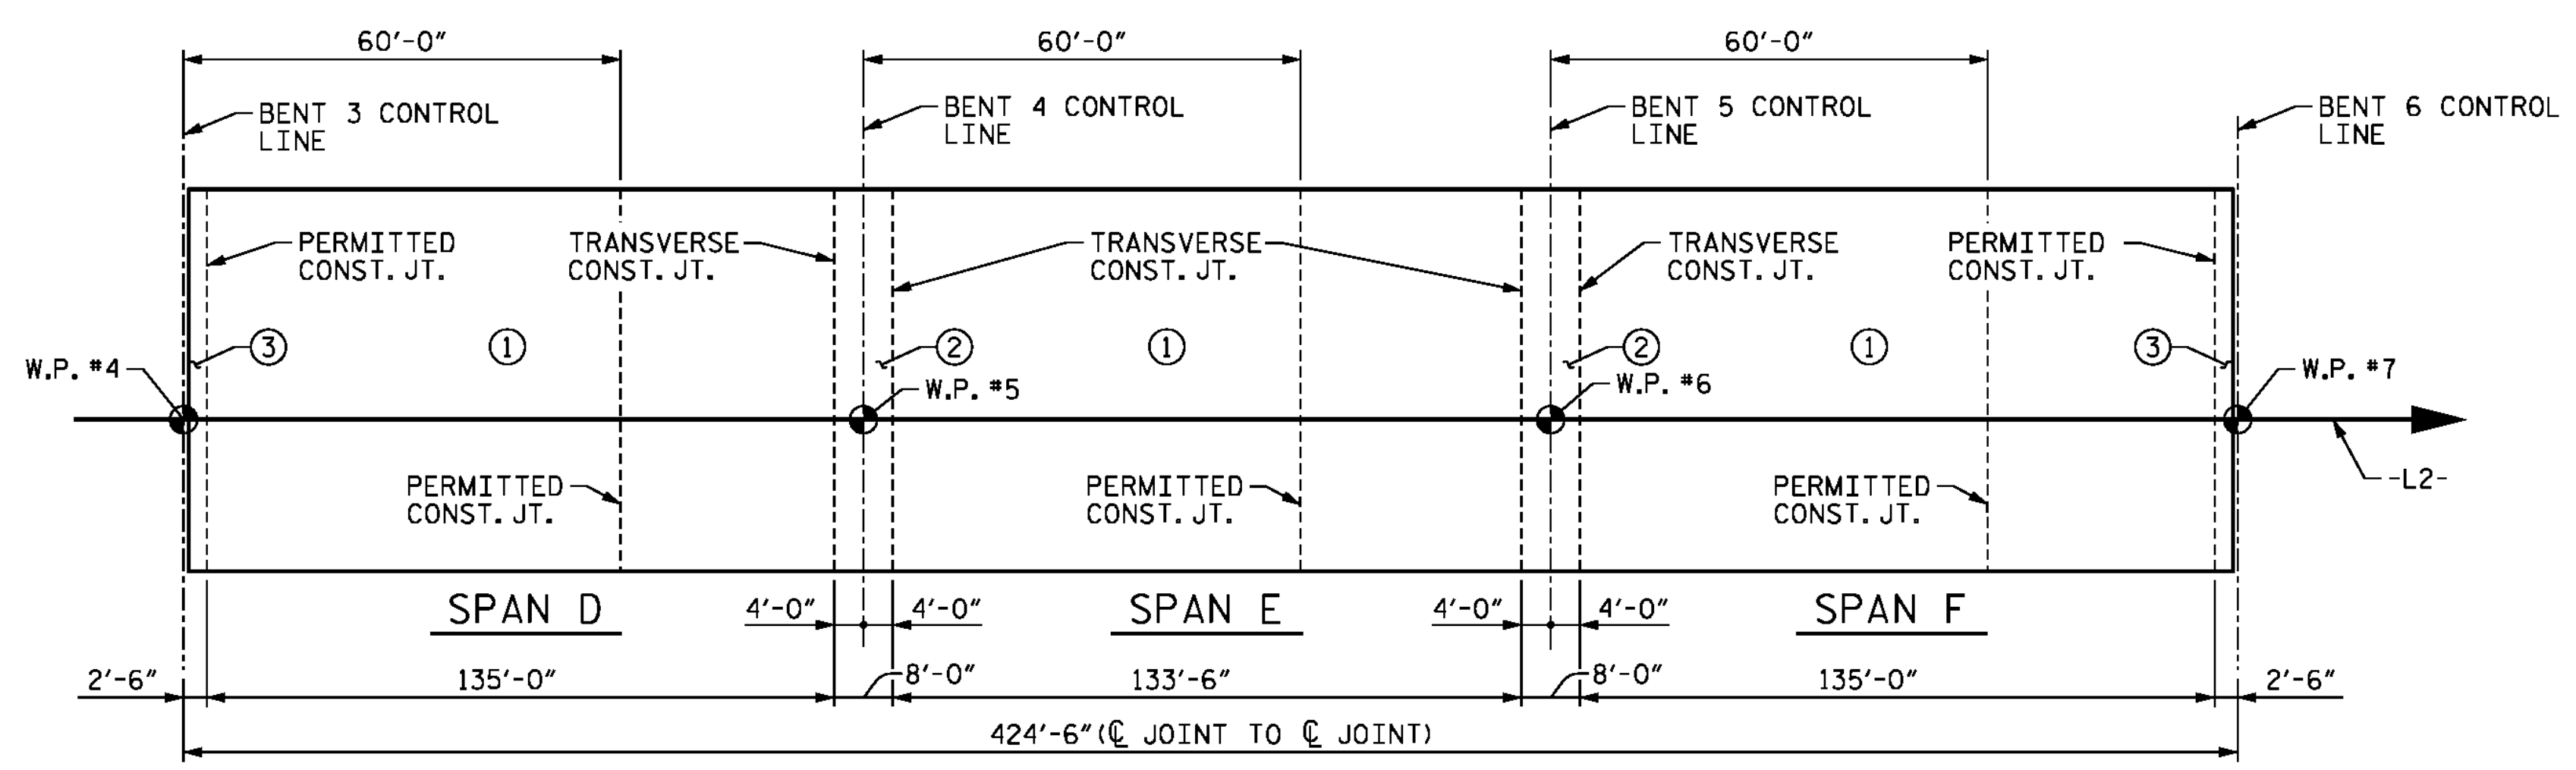 60'-0"
60'-0"
60'-0"
BENT 3 CONTROL
LINE
BENT 4 CONTROL
LINE
BENT 5 CONTROL
LINE
BENT 6 CONTROL
LINE
PERMITTED
CONST. JT.
TRANSVERSE
CONST. JT.
TRANSVERSE
CONST. JT.
TRANSVERSE
CONST. JT.
PERMITTED
CONST. JT.
3
1
2
1
2
1
3
W.P. #4
W.P. #5
W.P. #6
W.P. #7
PERMITTED
CONST. JT.
PERMITTED
CONST. JT.
PERMITTED
CONST. JT.
-L2-
SPAN D
4'-0"
4'-0"
SPAN E
4'-0"
4'-0"
SPAN F
2'-6"
135'-0"
8'-0"
133'-6"
8'-0"
135'-0"
2'-6"
424'-6" (℄ JOINT TO ℄ JOINT)